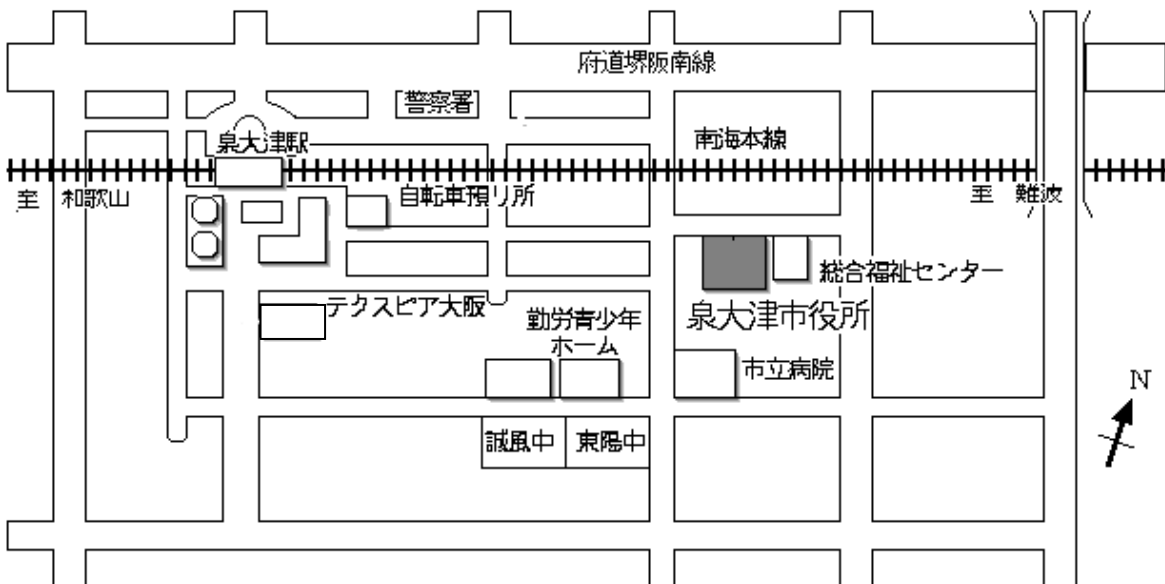 府道堺阪南線
警察署
泉大津駅
南海本線
至 和歌山
自転車預り所
至 難波
総合福祉センター
テクスピア大阪
勤労青少年
ホーム
泉大津市役所
市立病院
N
誠風中
東陽中